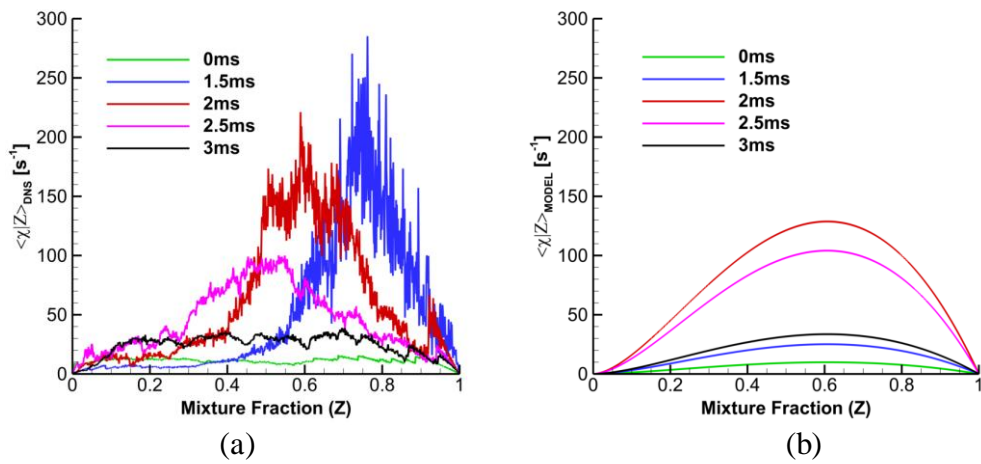 300
250
200
150
100
50
0
<χ|Z>DNS [s-1]
0ms
1.5ms
2ms
2.5ms
3ms
0 0.2 0.4 0.6 0.8 1
Mixture Fraction (Z)
(a)
300
250
200
150
100
50
0
<χ|Z>MODEL [s-1]
0ms
1.5ms
2ms
2.5ms
3ms
0 0.2 0.4 0.6 0.8 1
Mixture Fraction (Z)
(b)